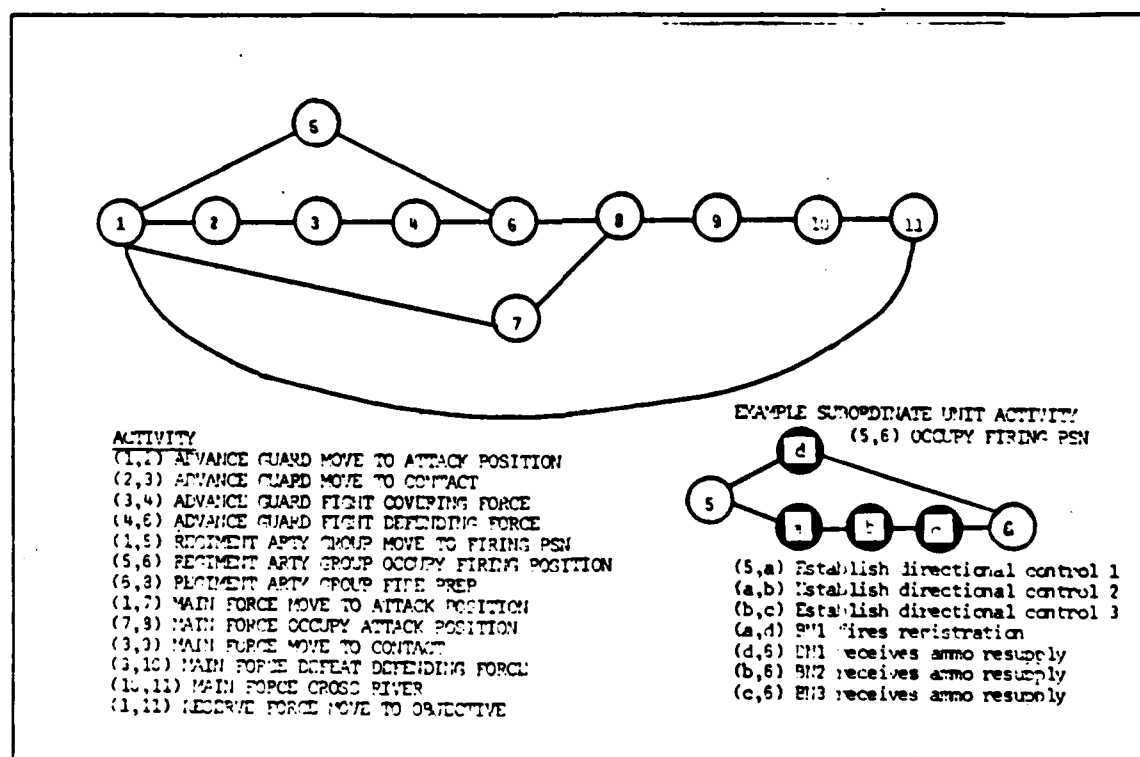 5
1
2
3
4
6
8
9
10
11
7
ACTIVITY
(1,2) ADVANCE GUARD MOVE TO ATTACK POSITION
(2,3) ADVANCE GUARD MOVE TO CONTACT
(3,4) ADVANCE GUARD FIGHT COVERING FORCE
(4,6) ADVANCE GUARD FIGHT DEFENDING FORCE
(1,5) REGIMENT ARTY GROUP MOVE TO FIRING PSN
(5,6) REGIMENT ARTY GROUP OCCUPY FIRING POSITION
(6,8) REGIMENT ARTY GROUP FIRE PREP
(1,7) MAIN FORCE MOVE TO ATTACK POSITION
(7,8) MAIN FORCE OCCUPY ATTACK POSITION
(8,9) MAIN FORCE MOVE TO CONTACT
(9,10) MAIN FORCE DEFEAT DEFENDING FORCE
(10,11) MAIN FORCE CROSS RIVER
(1,11) RESERVE FORCE MOVE TO OBJECTIVE
EXAMPLE SUBORDINATE UNIT ACTIVITY
(5,6) OCCUPY FIRING PSN
d
5
a
b
c
6
(5,a) Establish directional control 1
(a,b) Establish directional control 2
(b,c) Establish directional control 3
(a,d) BN1 fires registration
(d,6) BN1 receives ammo resupply
(b,6) BN2 receives ammo resupply
(c,6) BN3 receives ammo resupply